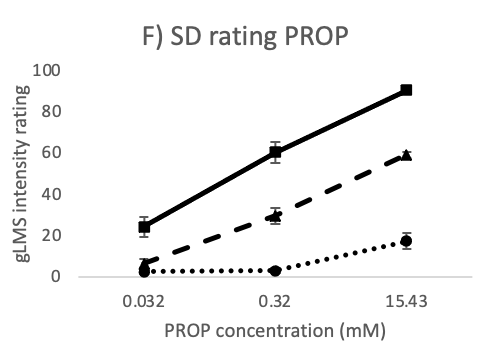 F) SD rating PROP
100
80
60
40
20
0
gLMS intensity rating
0.032 0.32 15.43
PROP concentration (mM)